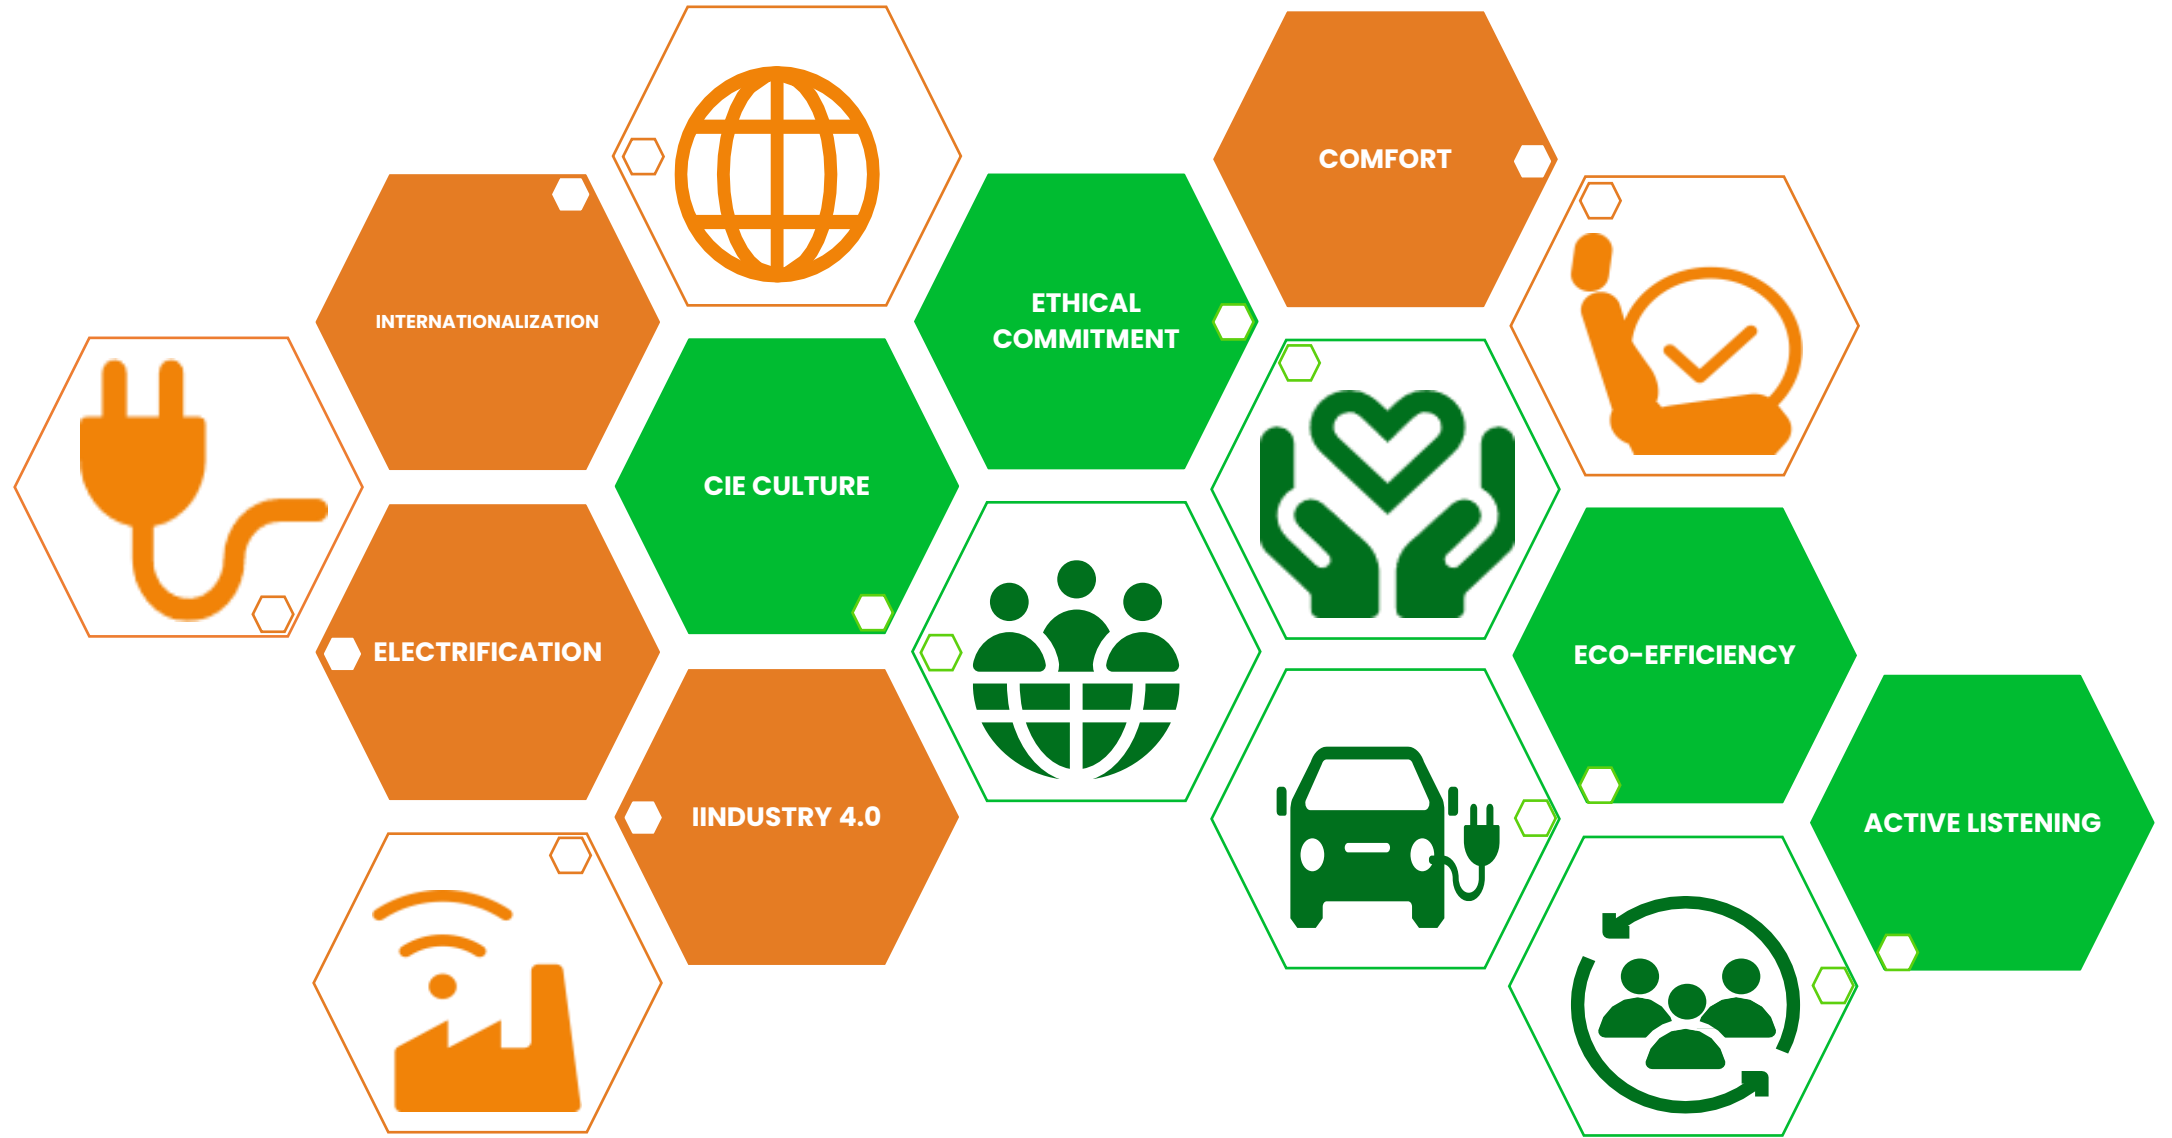 COMFORT
INTERNATIONALIZATION
ETHICAL
COMMITMENT
CIE CULTURE
ELECTRIFICATION
ECO-EFFICIENCY
IINDUSTRY 4.0
ACTIVE LISTENING